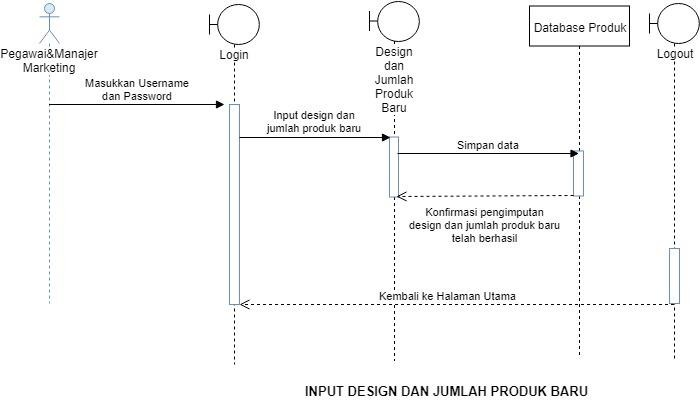 Pegawai&Manajer
Marketing
Login
Design
dan
Jumlah
Produk
Baru
Database Produk
Logout
Masukkan Username
dan Password
Input design dan
jumlah produk baru
Simpan data
Konfirmasi pengimputan
design dan jumlah produk baru
telah berhasil
Kembali ke Halaman Utama
INPUT DESIGN DAN JUMLAH PRODUK BARU